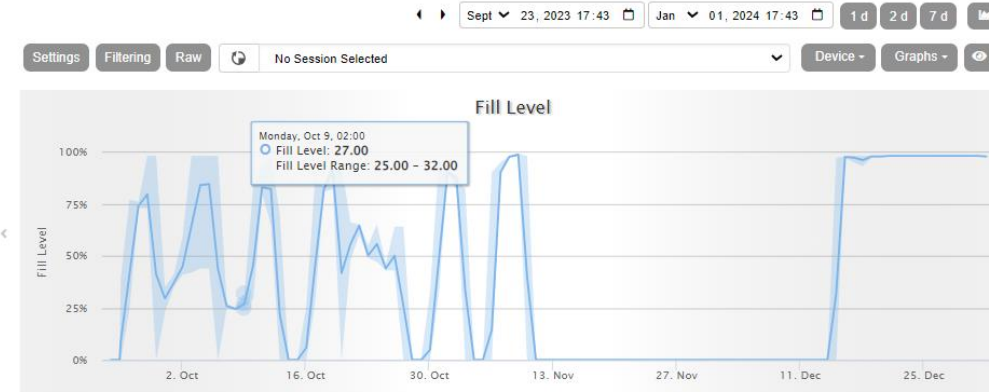 Sept 23, 2023 17:43 Jan 01, 2024 17:43 1 d 2 d 7 d
Settings Filtering Raw No Session Selected Device Graphs
Fill Level
Monday, Oct 9, 02:00
Fill Level: 27.00
Fill Level Range: 25.00 - 32.00
100%
75%
50%
25%
0%
Fill Level
2. Oct 16. Oct 30. Oct 13. Nov 27. Nov 11. Dec 25. Dec